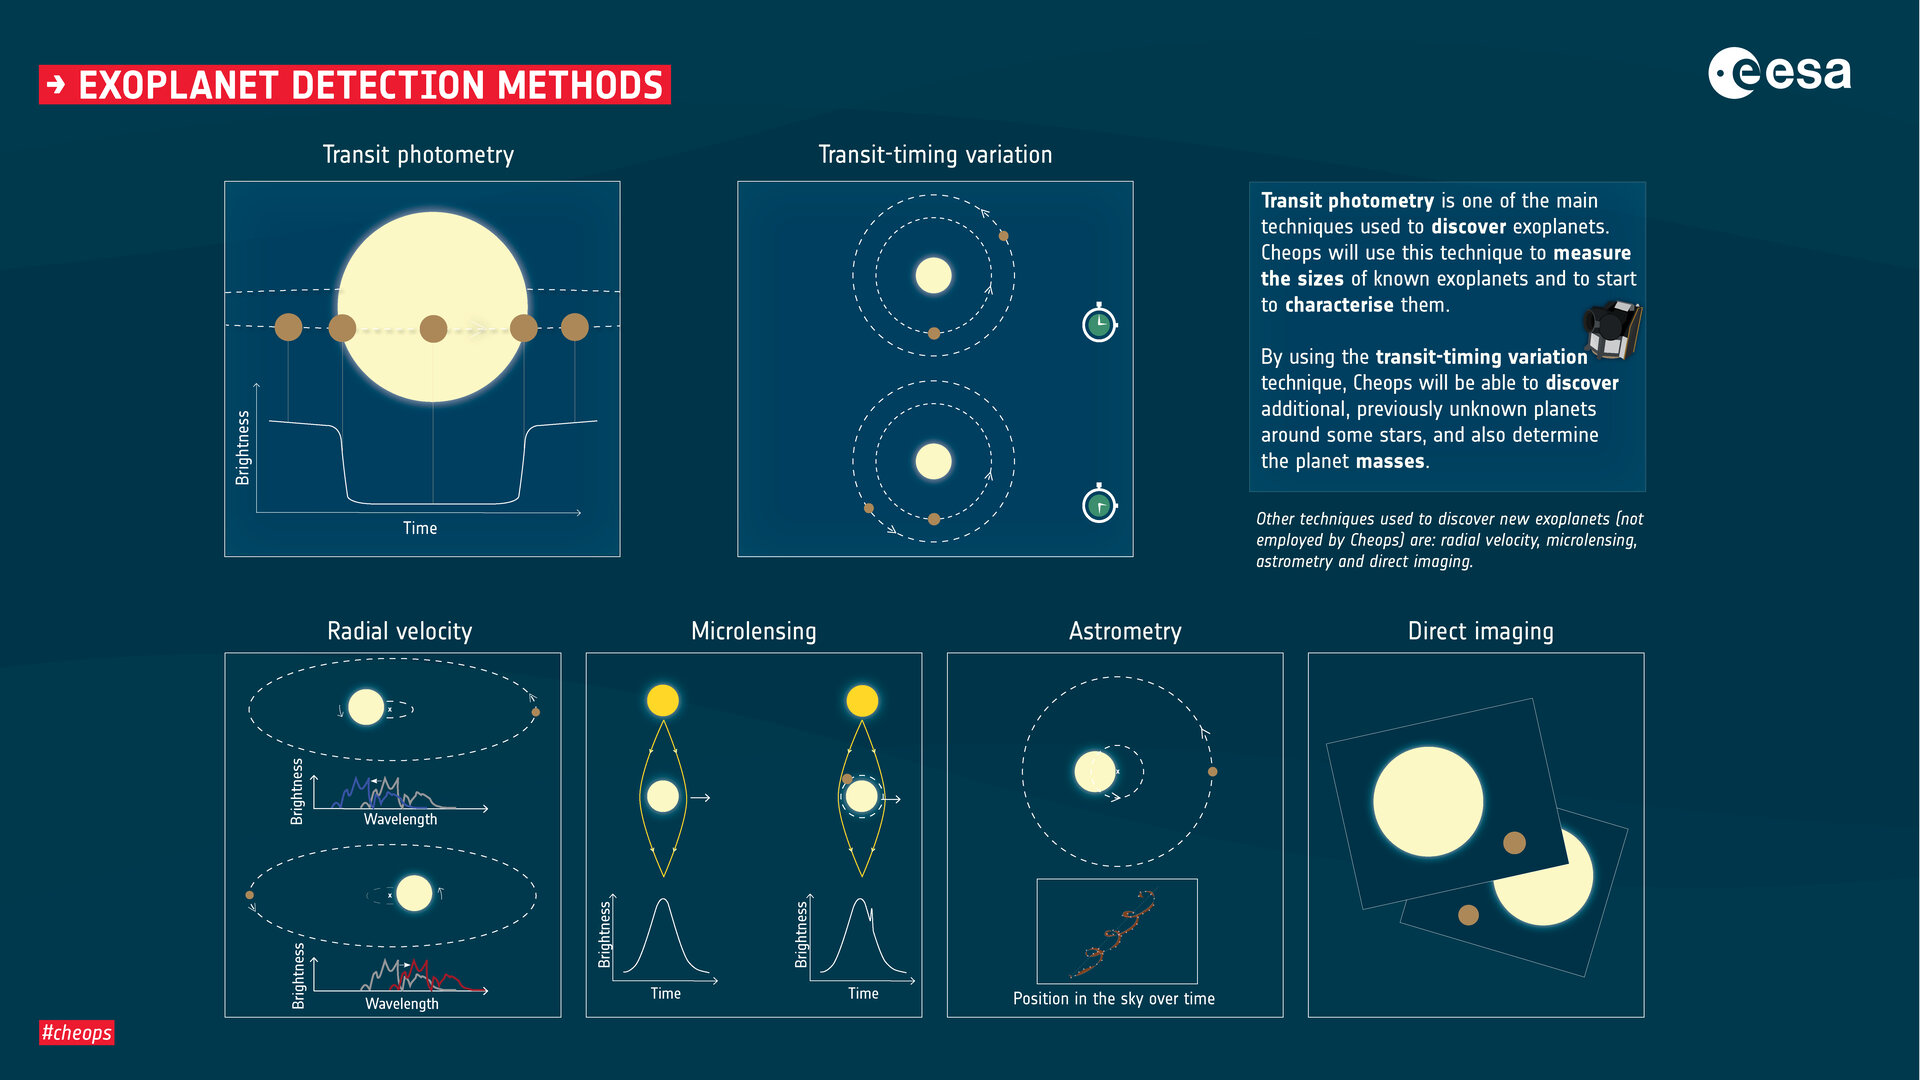 → EXOPLANET DETECTION METHODS
esa
Transit photometry
Brightness
Time
Transit-timing variation
Transit photometry is one of the main
techniques used to discover exoplanets.
Cheops will use this technique to measure
the sizes of known exoplanets and to start
to characterise them.
By using the transit-timing variation
technique, Cheops will be able to discover
additional, previously unknown planets
around some stars, and also determine
the planet masses.
Other techniques used to discover new exoplanets (not
employed by Cheops) are: radial velocity, microlensing,
astrometry and direct imaging.
Radial velocity
x
Brightness
Wavelength
x
Brightness
Wavelength
Microlensing
Brightness
Time
Brightness
Time
Astrometry
x
Position in the sky over time
Direct imaging
#cheops